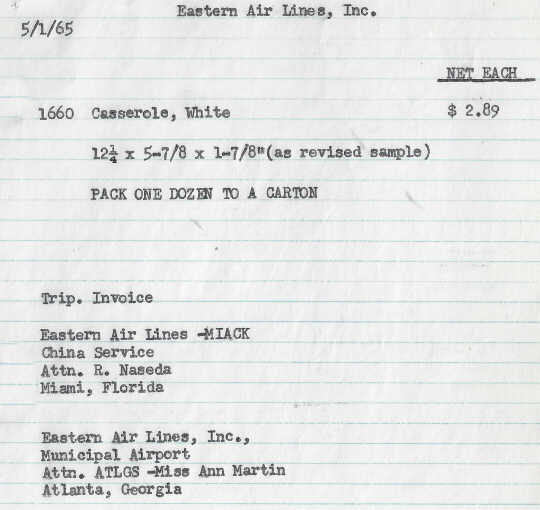 Eastern Air Lines, Inc.
5/1/65
NET EACH
1660 Casserole, White $ 2.89
12¼ x 5-7/8 x 1-7/8"(as revised sample)
PACK ONE DOZEN TO A CARTON
Trip. Invoice
Eastern Air Lines -MIACK
China Service
Attn. R. Naseda
Miami, Florida
Eastern Air Lines, Inc.,
Municipal Airport
Attn. ATLGS -Miss Ann Martin
Atlanta, Georgia